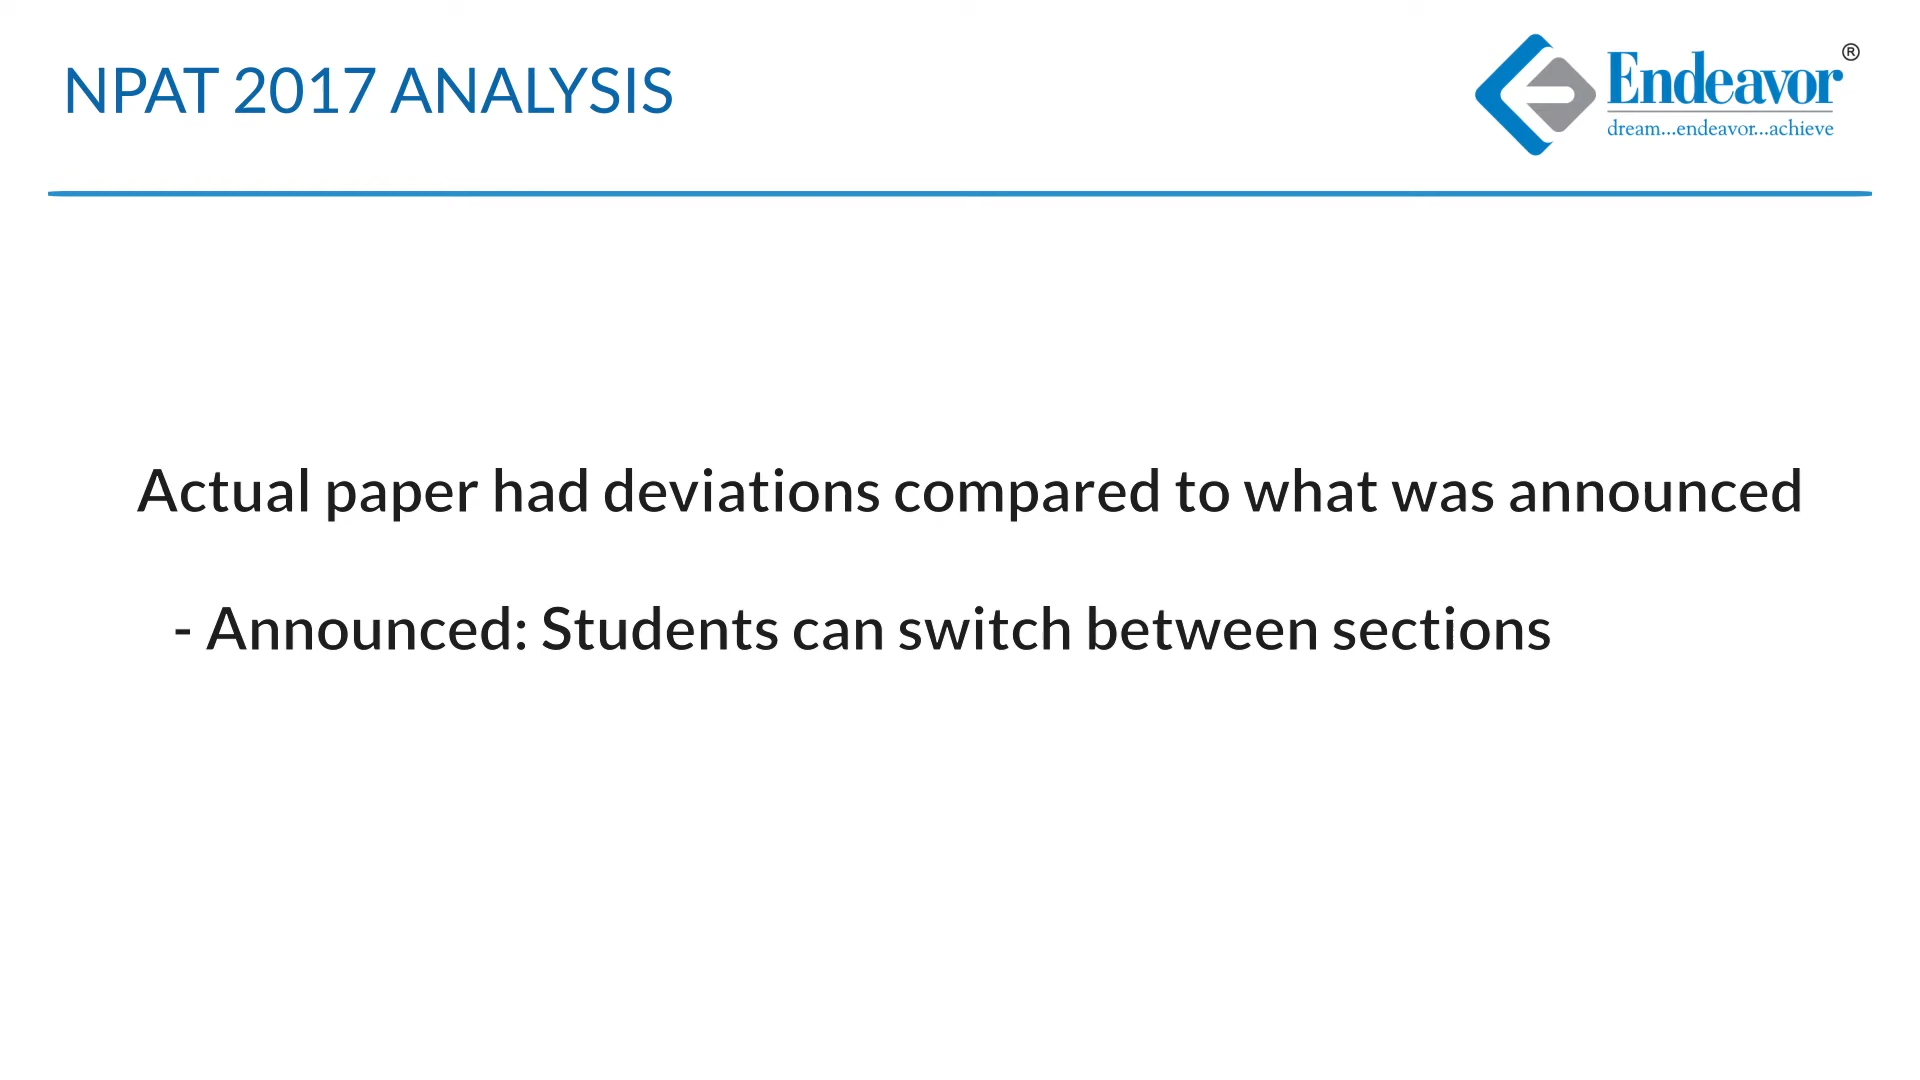 NPAT 2017 ANALYSIS
Endeavor®
dream...endeavor...achieve
Actual paper had deviations compared to what was announced
- Announced: Students can switch between sections